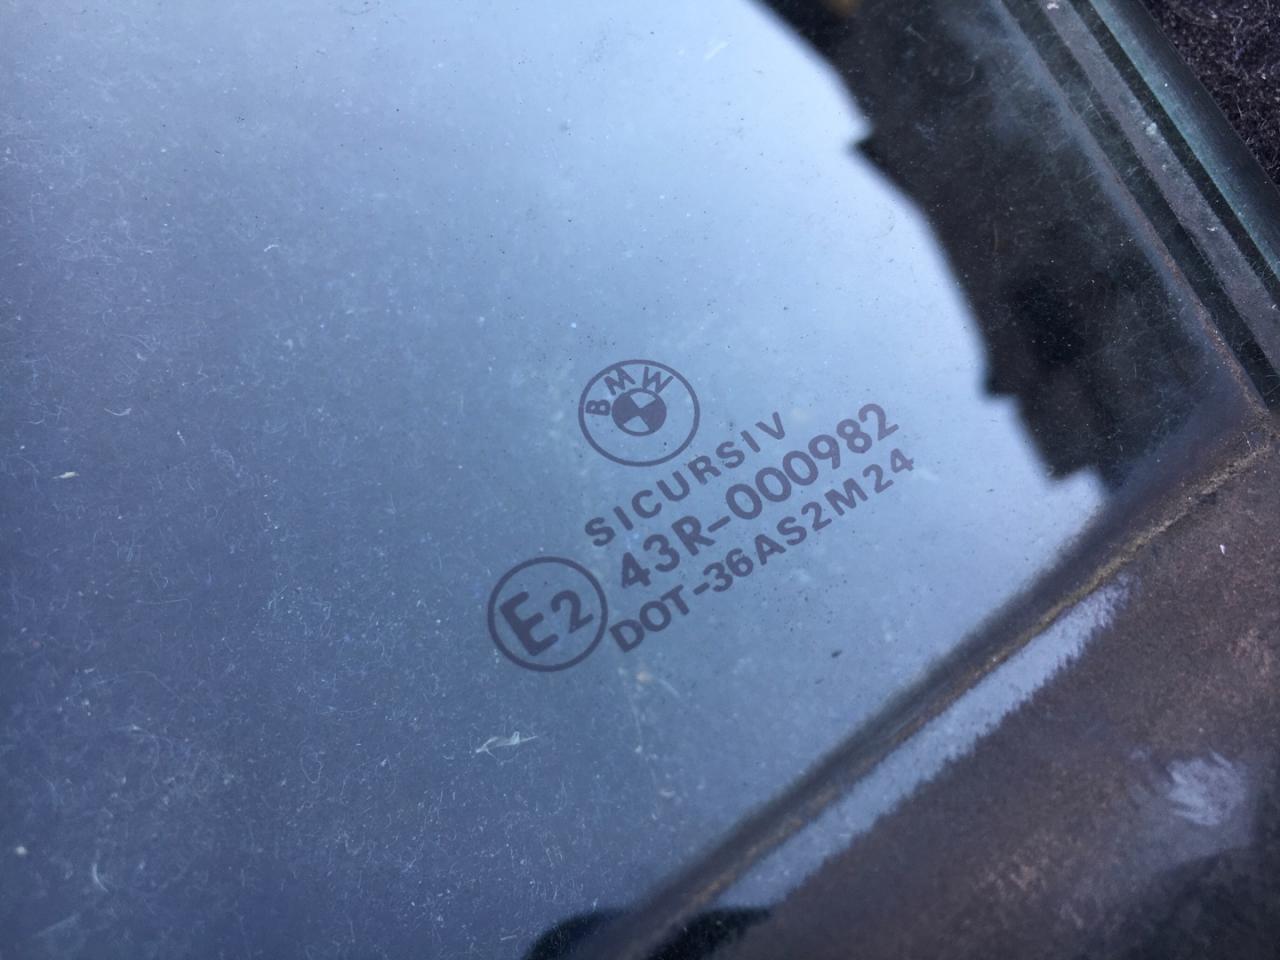 BMW
SICURSIV
E2 43R-000982
DOT-36AS2M24